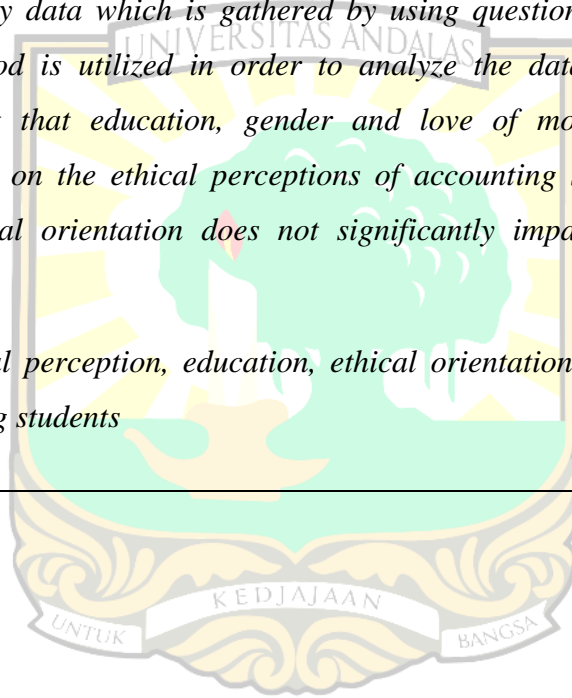 y data which is gathered by using question
UNIVERSITAS ANDALAS
od is utilized in order to analyze the data
that education, gender and love of mo
on the ethical perceptions of accounting
al orientation does not significantly impa
al perception, education, ethical orientation
g students
KEDJAJAAN
UNTUK BANGSA